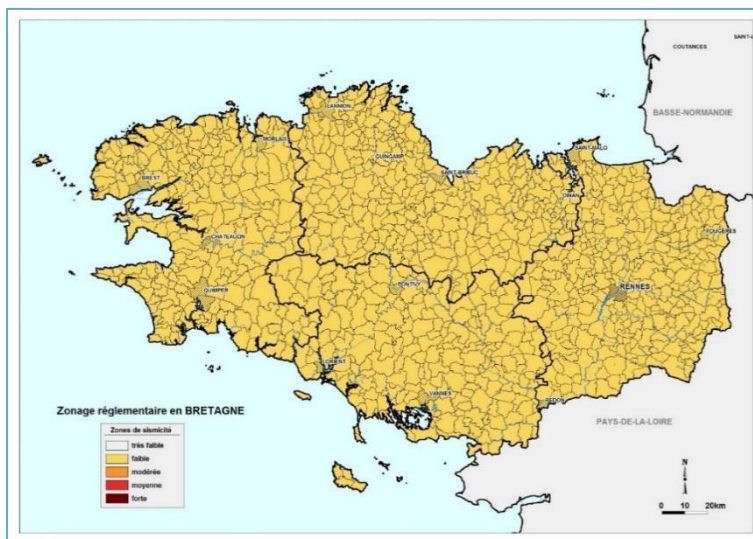 COUTANCES
SAINT-L
BASSE-NORMANDIE
LANNION
MORLAIX
GUINGAMP
SAINT-BRIEUC
SAINT-MALO
DINAN
BREST
FOUGERES
CHATEAULIN
PONTIVY
RENNES
QUIMPER
LORIENT
VANNES
REDON
Zonage réglementaire en BRETAGNE
PAYS-DE-LA-LOIRE
Zones de sismicité
très faible
faible
modérée
moyenne
forte
N
0 10 20km